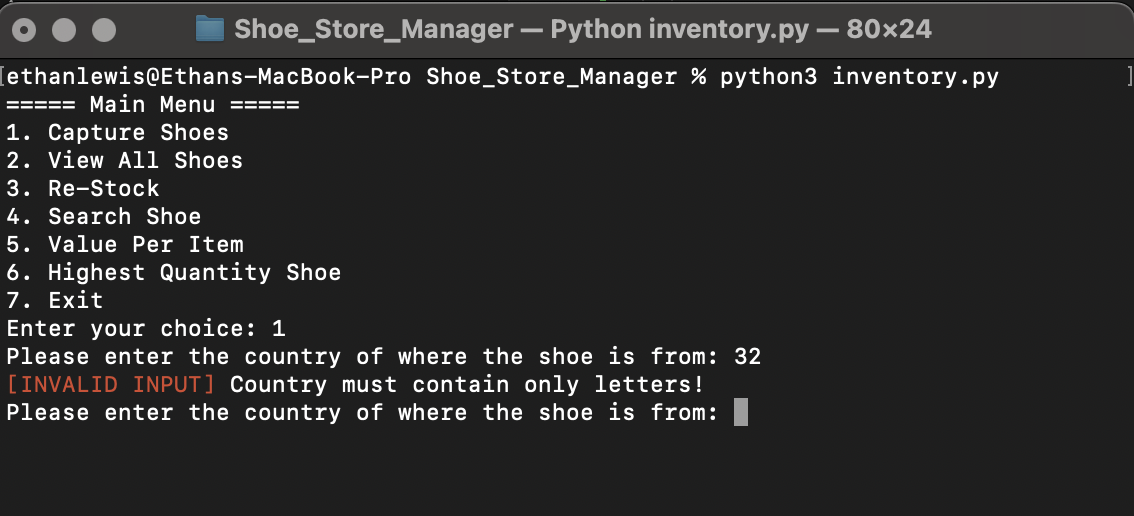 Shoe_Store_Manager — Python inventory.py — 80×24
[ethanlewis@Ethans-MacBook-Pro Shoe_Store_Manager % python3 inventory.py ]
===== Main Menu =====
1. Capture Shoes
2. View All Shoes
3. Re-Stock
4. Search Shoe
5. Value Per Item
6. Highest Quantity Shoe
7. Exit
Enter your choice: 1
Please enter the country of where the shoe is from: 32
[INVALID INPUT] Country must contain only letters!
Please enter the country of where the shoe is from: